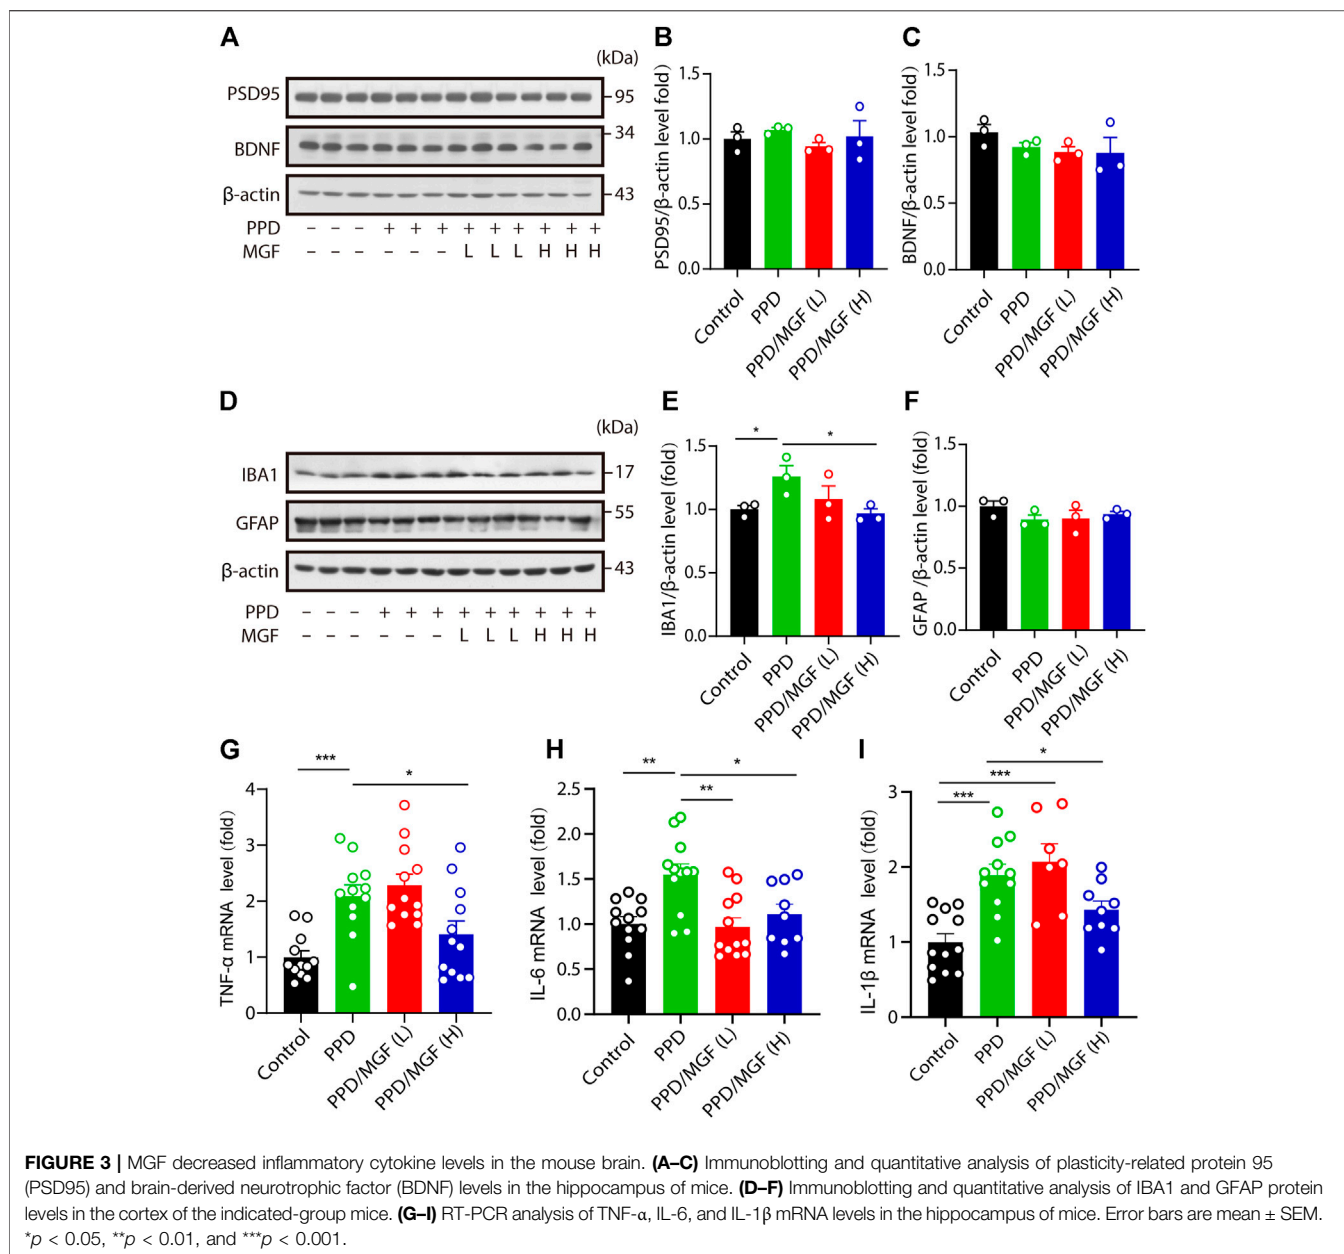 A
(kDa)
PSD95
95
34
BDNF
β-actin
43
PPD – – – + + + + + + + + +
MGF – – – – – – L L L H H H
B
PSD95/β-actin level fold)
1.5
1.0
0.5
0.0
Control
PPD
PPD/MGF (L)
PPD/MGF (H)
C
BDNF/β-actin level fold)
1.5
1.0
0.5
0.0
Control
PPD
PPD/MGF (L)
PPD/MGF (H)
D
(kDa)
IBA1
17
GFAP
55
β-actin
43
PPD – – – + + + + + + + + +
MGF – – – – – – L L L H H H
E
* *
IBA1/β-actin level (fold)
1.5
1.0
0.5
0.0
Control
PPD
PPD/MGF (L)
PPD/MGF (H)
F
GFAP /β-actin level (fold)
1.5
1.0
0.5
0.0
Control
PPD
PPD/MGF (L)
PPD/MGF (H)
G
***
*
TNF-α mRNA level (fold)
4
3
2
1
0
Control
PPD
PPD/MGF (L)
PPD/MGF (H)
H
** *
**
IL-6 mRNA level (fold)
2.5
2.0
1.5
1.0
0.5
0.0
Control
PPD
PPD/MGF (L)
PPD/MGF (H)
I
*
***
***
IL-1β mRNA level (fold)
3
2
1
0
Control
PPD
PPD/MGF (L)
PPD/MGF (H)
FIGURE 3 | MGF decreased inflammatory cytokine levels in the mouse brain. (A–C) Immunoblotting and quantitative analysis of plasticity-related protein 95
(PSD95) and brain-derived neurotrophic factor (BDNF) levels in the hippocampus of mice. (D–F) Immunoblotting and quantitative analysis of IBA1 and GFAP protein
levels in the cortex of the indicated-group mice. (G–I) RT-PCR analysis of TNF-α, IL-6, and IL-1β mRNA levels in the hippocampus of mice. Error bars are mean ± SEM.
*p < 0.05, **p < 0.01, and ***p < 0.001.